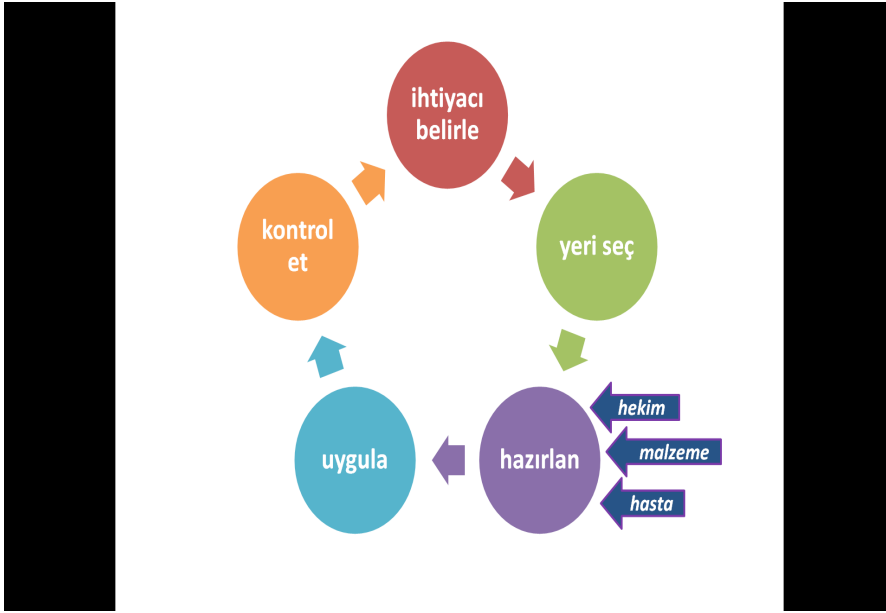 ihtiyacı
belirle
yeri seç
hazırlan
hekim
malzeme
hasta
uygula
kontrol
et